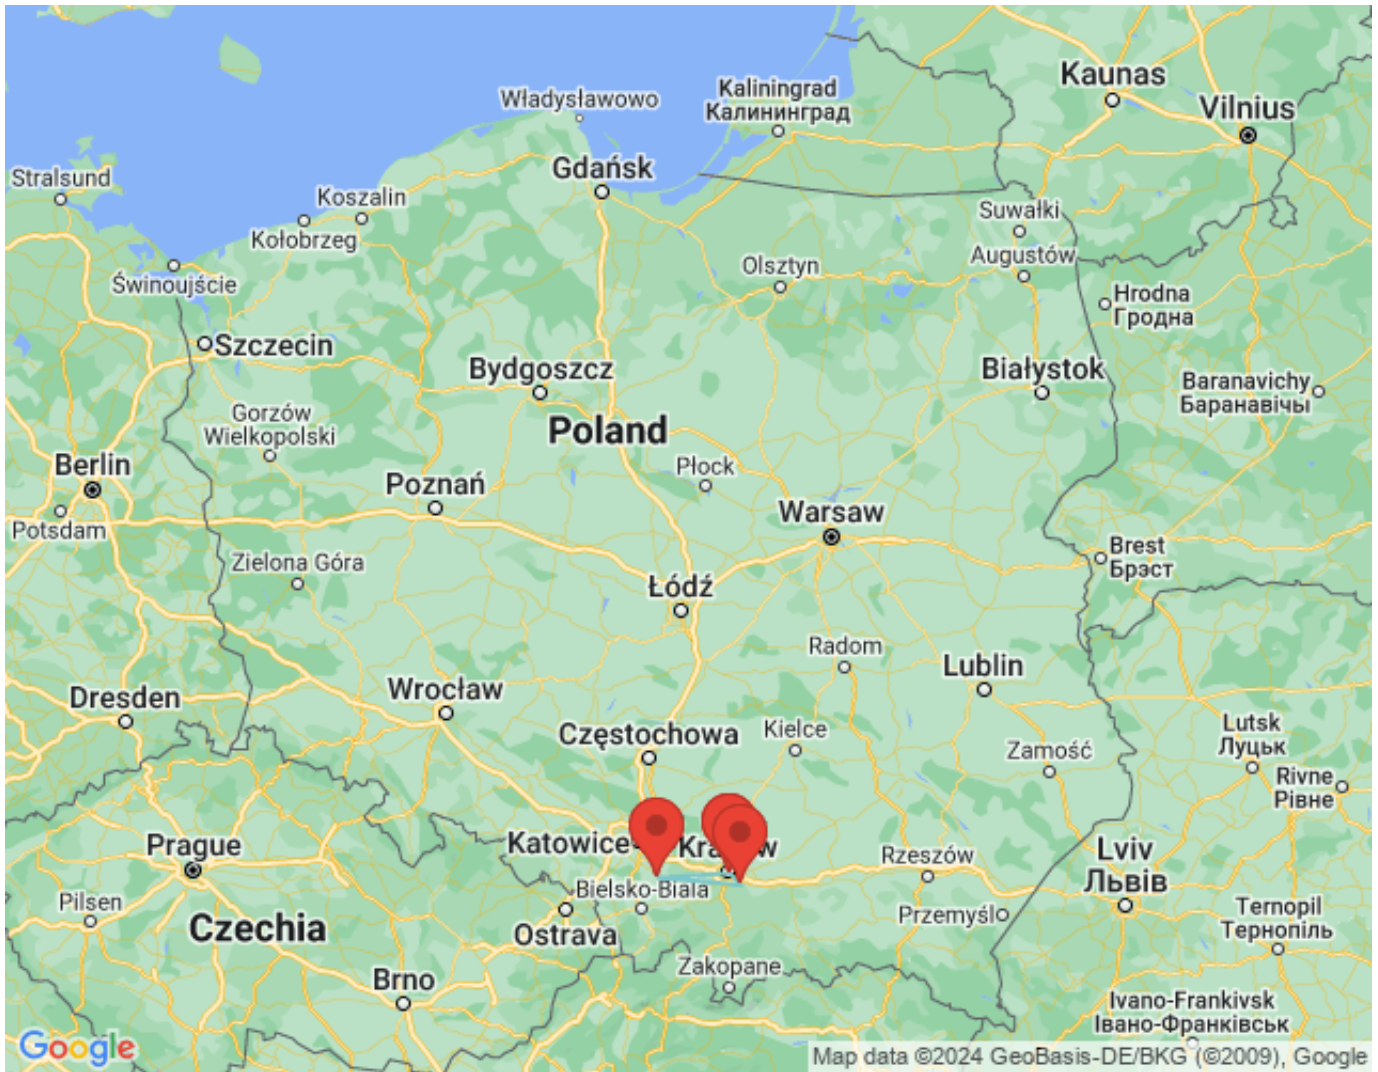 Kaunas
Vilnius
Kaliningrad
Калининград
Władysławowo
Gdańsk
Stralsund
Koszalin
Kołobrzeg
Suwałki
Augustów
Olsztyn
Świnoujście
Hrodna
Гродна
Szczecin
Bydgoszcz
Białystok
Baranavichy
Баранавічы
Gorzów
Wielkopolski
Poland
Berlin
Płock
Poznań
Potsdam
Warsaw
Brest
Брэст
Zielona Góra
Łódź
Radom
Lublin
Dresden
Wrocław
Częstochowa
Kielce
Lutsk
Луцьк
Zamość
Rivne
Рівне
Prague
Katowice
Rzeszów
Lviv
Львів
Bielsko-Biala
Pilsen
Przemyśl
Ternopil
Тернопіль
Czechia
Ostrava
Zakopane
Brno
Ivano-Frankivsk
Івано-Франківськ
Google
Map data ©2024 GeoBasis-DE/BKG (©2009), Google